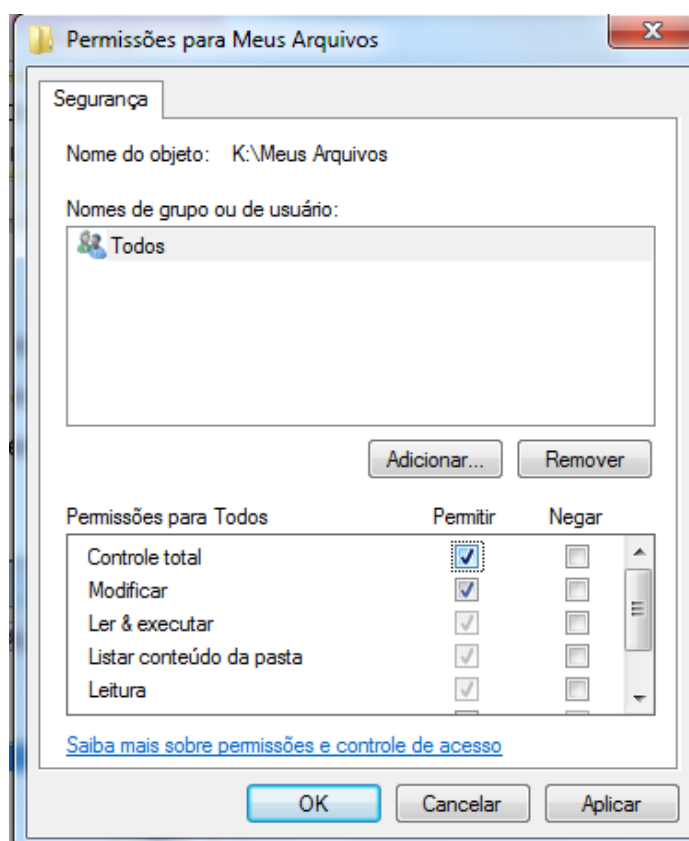 Permissões para Meus Arquivos
Segurança
Nome do objeto: K:\Meus Arquivos
Nomes de grupo ou de usuário:
Todos
Adicionar... Remover
Permissões para Todos Permitir Negar
Controle total
Modificar
Ler & executar
Listar conteúdo da pasta
Leitura
Saiba mais sobre permissões e controle de acesso
OK Cancelar Aplicar